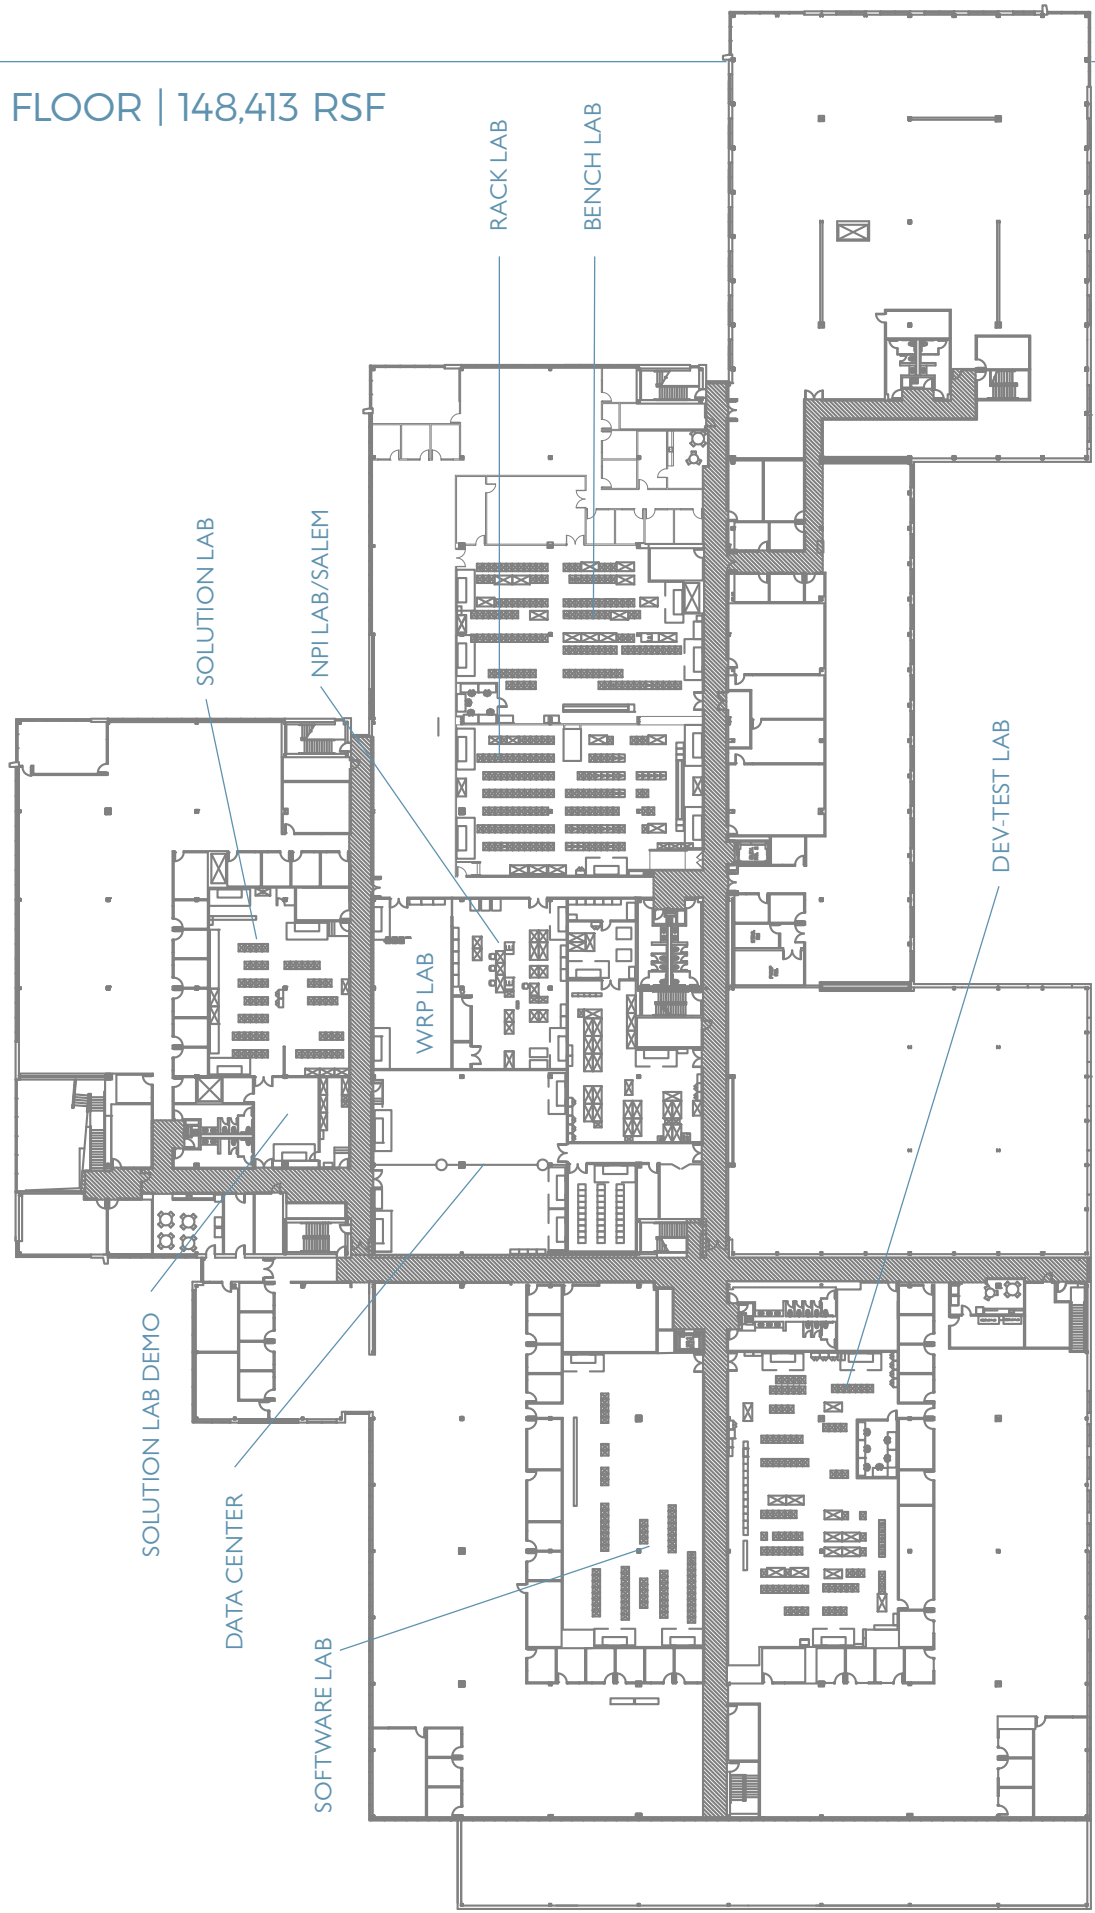 FLOOR | 148,413 RSF
RACK LAB
BENCH LAB
SOLUTION LAB
NPI LAB/SALEM
DEV-TEST LAB
WRP LAB
SOLUTION LAB DEMO
DATA CENTER
SOFTWARE LAB